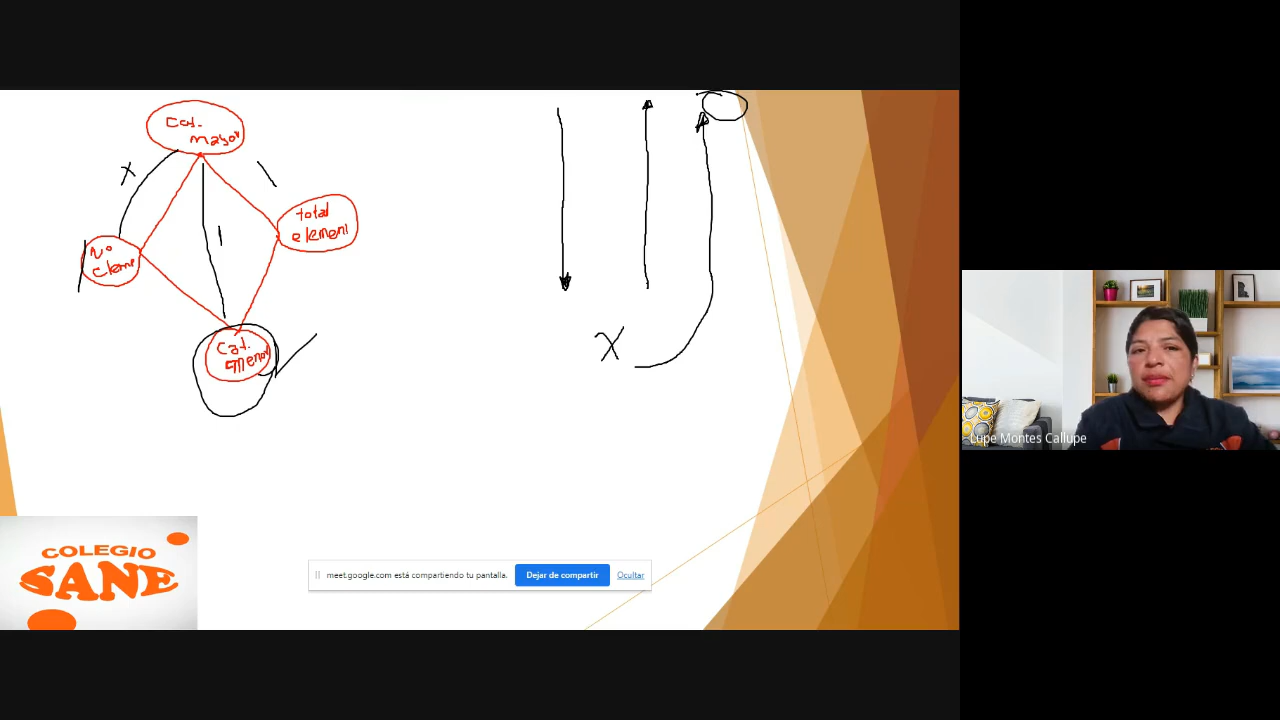 Cat.
mayor
X
total
element
N°
elem
Cat.
menor
X
Lupe Montes Callupe
COLEGIO
SANE
meet.google.com está compartiendo tu pantalla.
Dejar de compartir
Ocultar